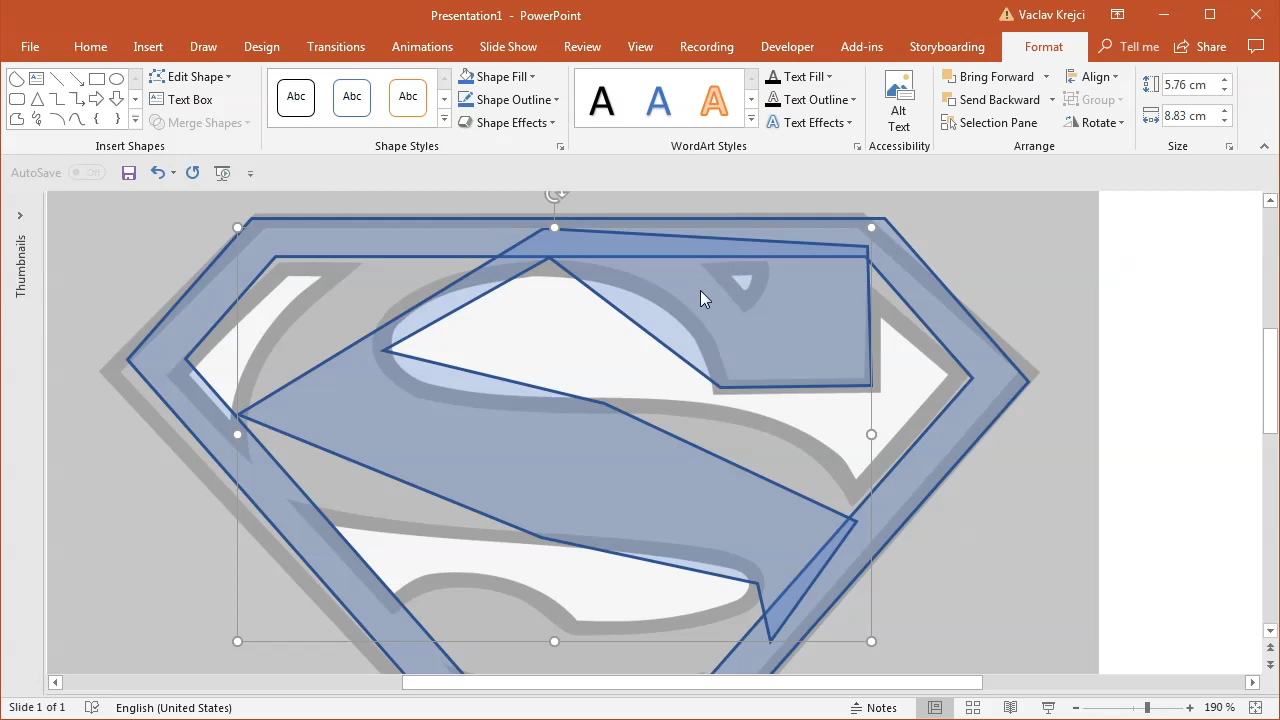 Presentation1 - PowerPoint
Vaclav Krejci
File Home Insert Draw Design Transitions Animations Slide Show Review View Recording Developer Add-ins Storyboarding Format Tell me Share
Edit Shape
Merge Shapes
Insert Shapes
Abc Abc Abc
Shape Fill
Shape Outline
Shape Effects
Shape Styles
A A A
Text Fill
Text Outline
Text Effects
WordArt Styles
Alt
Text
Accessibility
Bring Forward
Send Backward
Selection Pane
Align
Group
Rotate
Arrange
5.76 cm
8.83 cm
Size
AutoSave Off
Thumbnails
Slide 1 of 1 English (United States) Notes 190 %